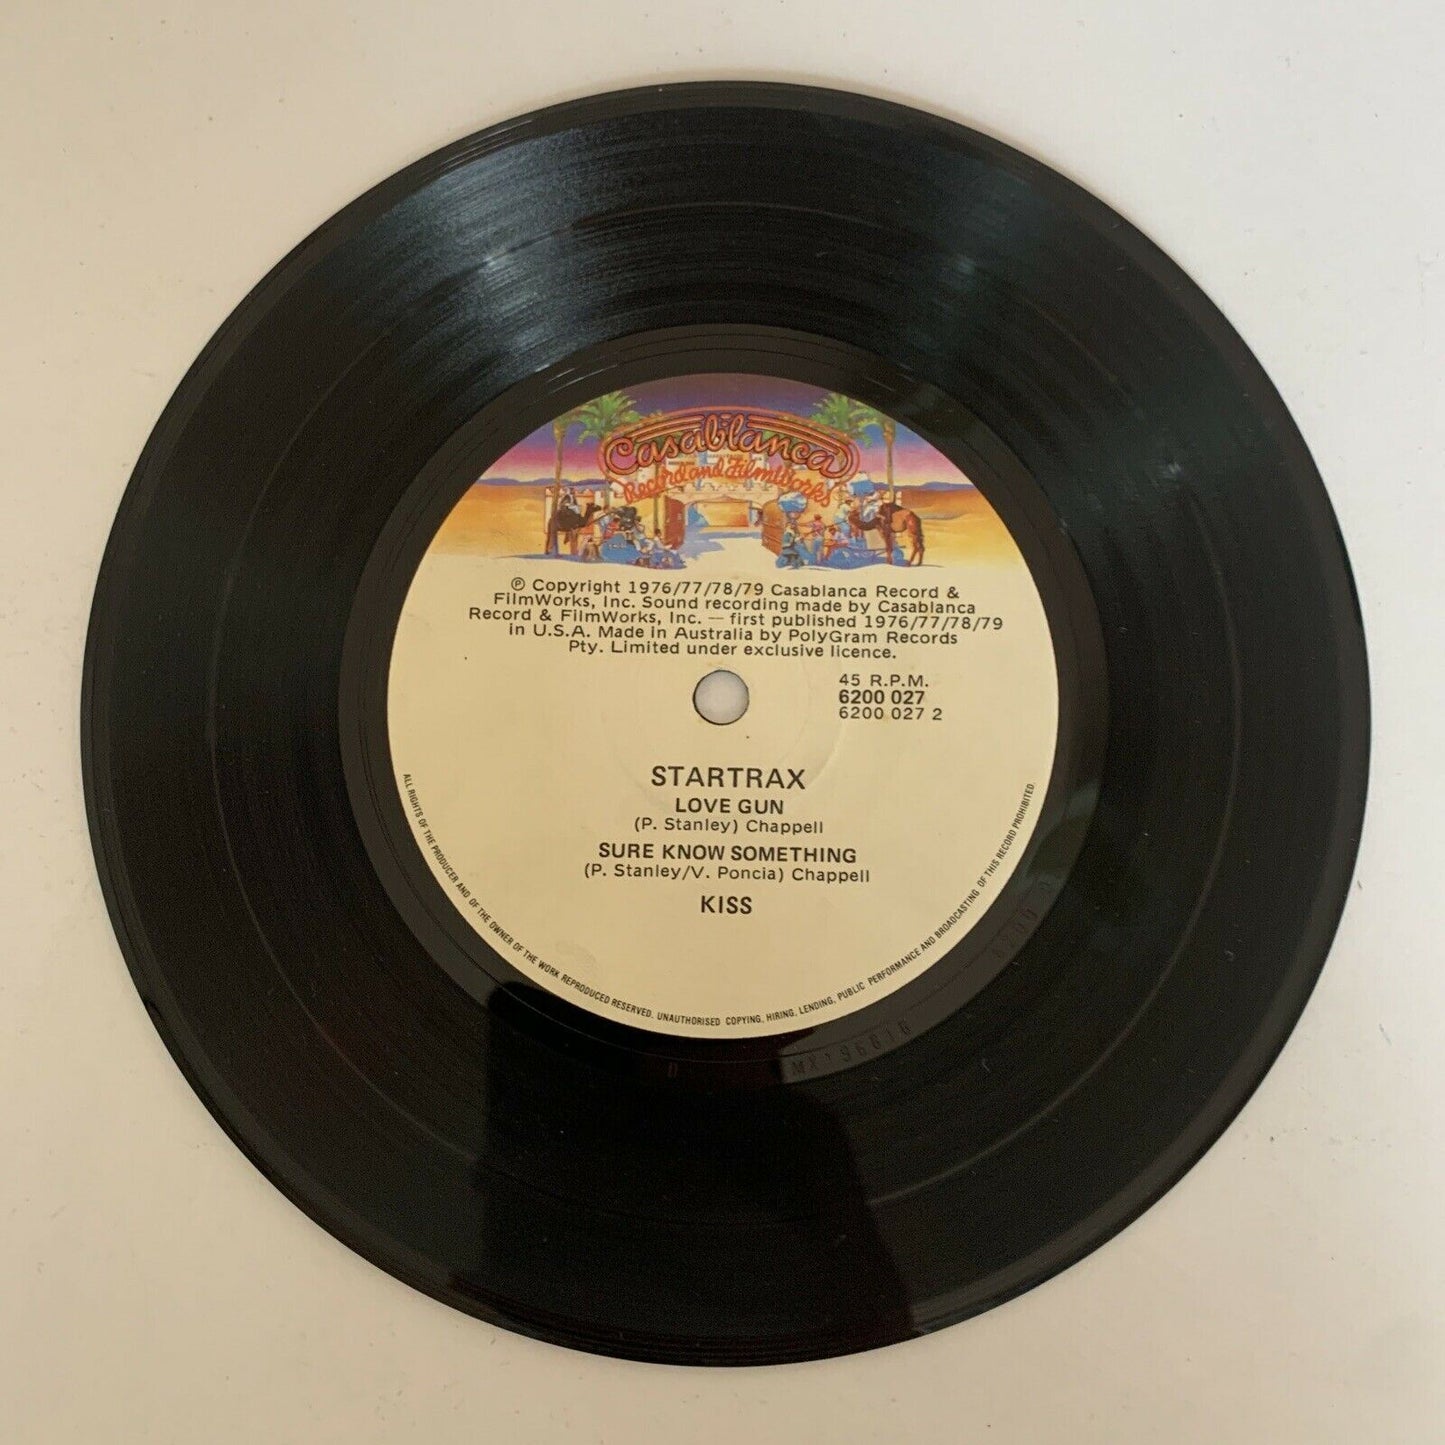 Casablanca
Record and FilmWorks
℗ Copyright 1976/77/78/79 Casablanca Record &
FilmWorks, Inc. Sound recording made by Casablanca
Record & FilmWorks, Inc. — first published 1976/77/78/79
in U.S.A. Made in Australia by PolyGram Records
Pty. Limited under exclusive licence.
45 R.P.M.
6200 027
6200 027 2
STARTRAX
LOVE GUN
(P. Stanley) Chappell
SURE KNOW SOMETHING
(P. Stanley/V. Poncia) Chappell
KISS
ALL RIGHTS OF THE PRODUCER AND OF THE OWNER OF THE WORK REPRODUCED RESERVED. UNAUTHORISED COPYING, HIRING, LENDING, PUBLIC PERFORMANCE AND BROADCASTING OF THIS RECORD PROHIBITED.